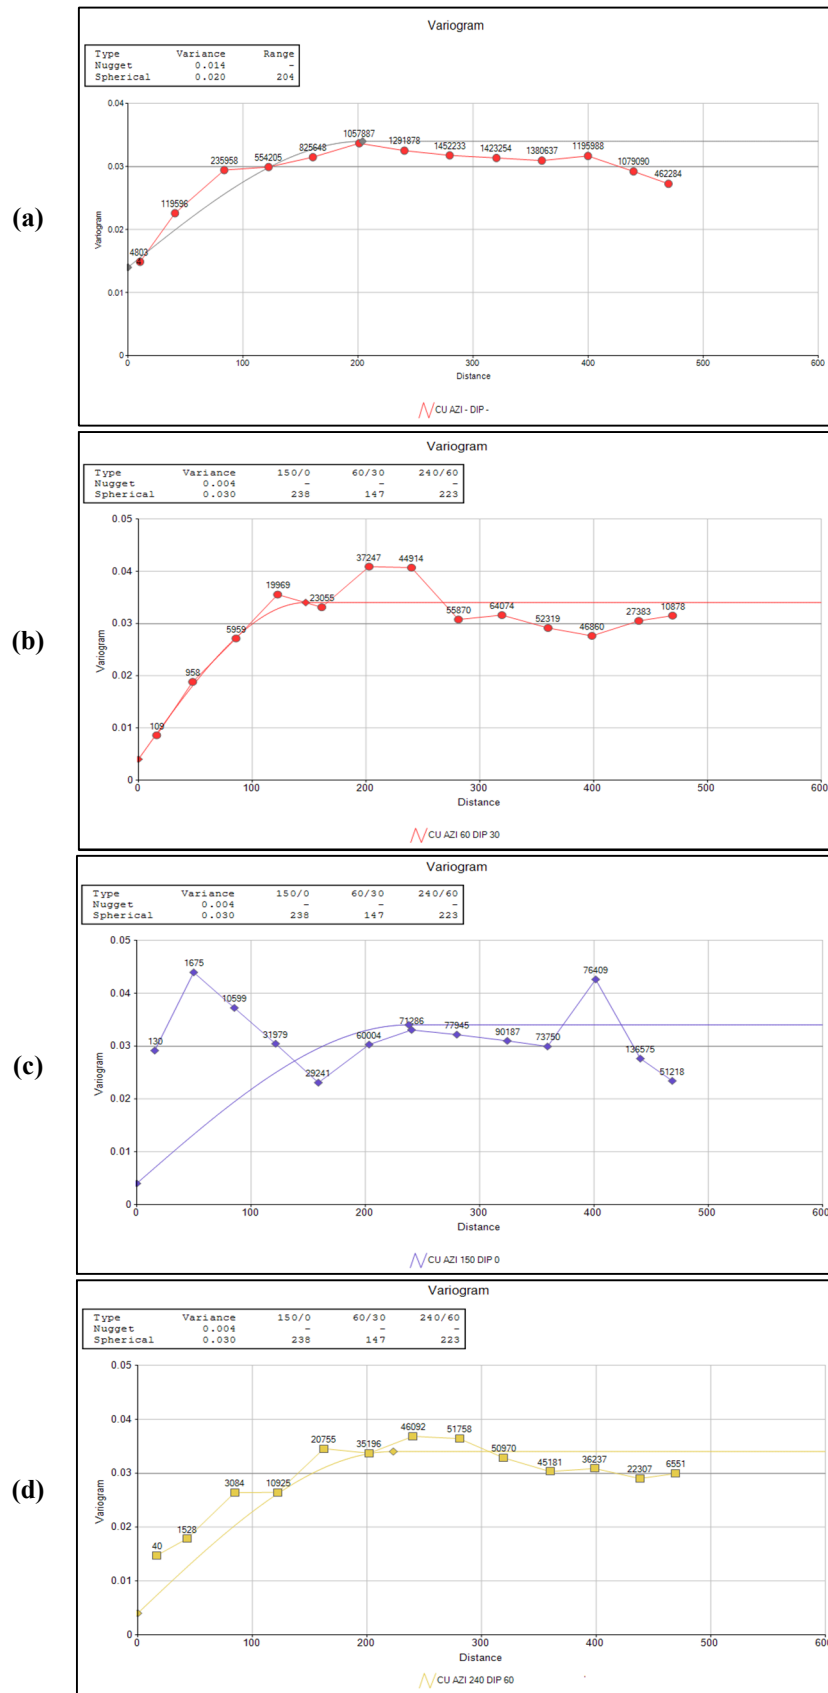 (a)
Variogram
Type Variance Range
Nugget 0.014 -
Spherical 0.020 204
0.04
0.03
0.02
0.01
0
Variogram
4803 119596 235958 554205 825648 1057887 1291878 1452233 1423254 1380637 1195988 1079090 462284
0 100 200 300 400 500 600
Distance
CU AZI - DIP -
(b)
Variogram
Type Variance 150/0 60/30 240/60
Nugget 0.004 - - -
Spherical 0.030 238 147 223
0.05
0.04
0.03
0.02
0.01
0
Variogram
109 958 5959 19969 23055 37247 44914 55870 64074 52319 46860 27383 10878
0 100 200 300 400 500 600
Distance
CU AZI 60 DIP 30
(c)
Variogram
Type Variance 150/0 60/30 240/60
Nugget 0.004 - - -
Spherical 0.030 238 147 223
0.05
0.04
0.03
0.02
0.01
0
Variogram
130 1675 10599 31979 29241 60004 71286 77945 90187 73750 76409 136575 51218
0 100 200 300 400 500 600
Distance
CU AZI 150 DIP 0
(d)
Variogram
Type Variance 150/0 60/30 240/60
Nugget 0.004 - - -
Spherical 0.030 238 147 223
0.05
0.04
0.03
0.02
0.01
0
Variogram
40 1528 3084 10925 20755 35196 46092 51758 50970 45181 36237 22307 6551
0 100 200 300 400 500 600
Distance
CU AZI 240 DIP 60